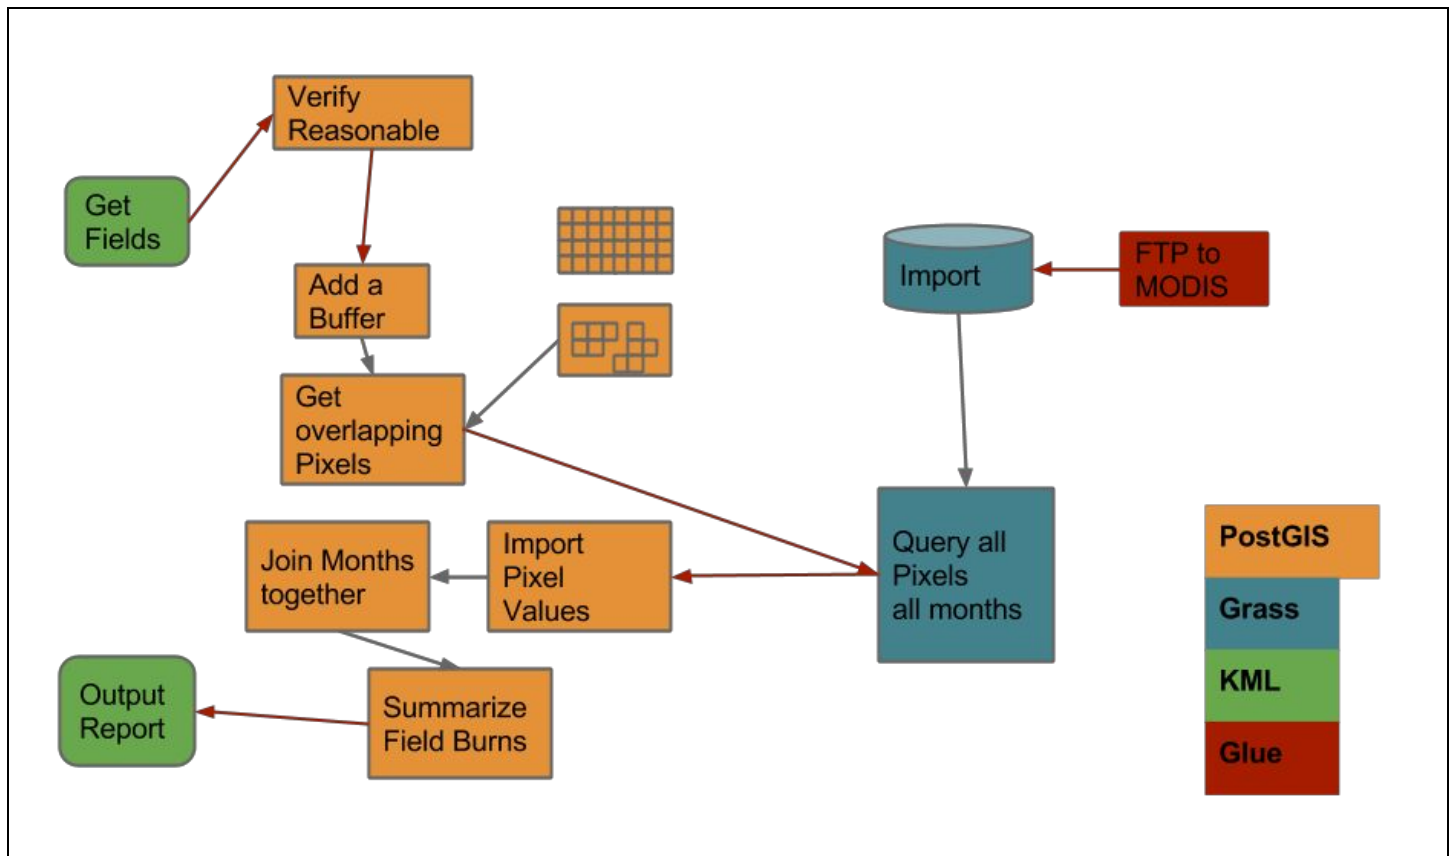 Verify
Reasonable
Get
Fields
Add a
Buffer
Get
overlapping
Pixels
Import
FTP to
MODIS
Query all
Pixels
all months
Import
Pixel
Values
Join Months
together
Summarize
Field Burns
Output
Report
PostGIS
Grass
KML
Glue